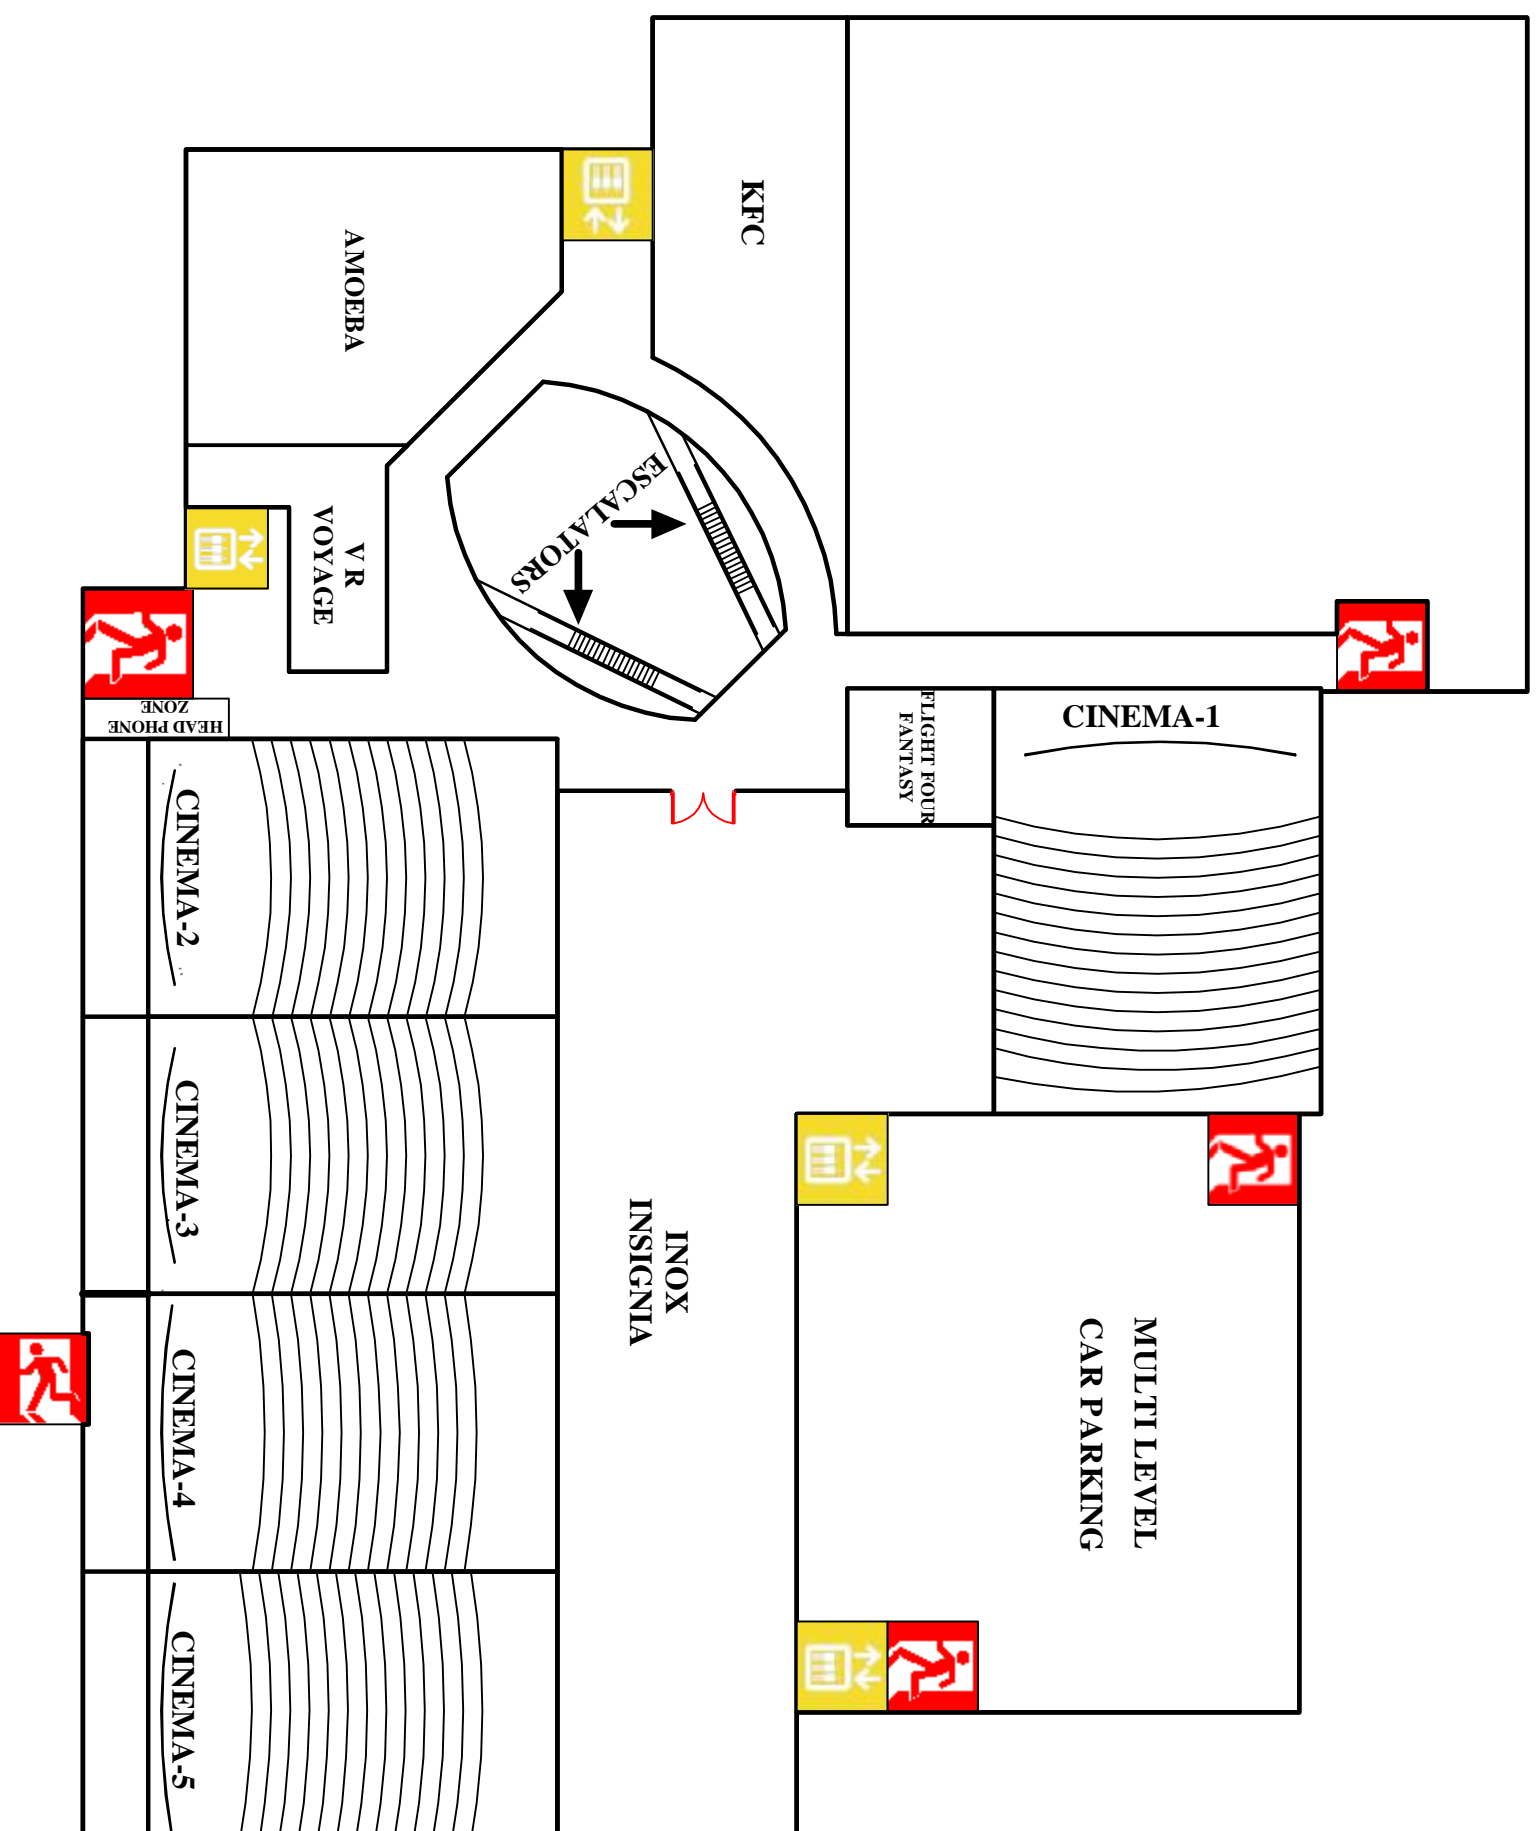 KFC
AMOEBA
ESCALATORS
V R
VOYAGE
HEAD PHONE
ZONE
FLIGHT FOUR
FANTASY
CINEMA-1
CINEMA-2
CINEMA-3
INOX
INSIGNIA
MULTI LEVEL
CAR PARKING
CINEMA-4
CINEMA-5